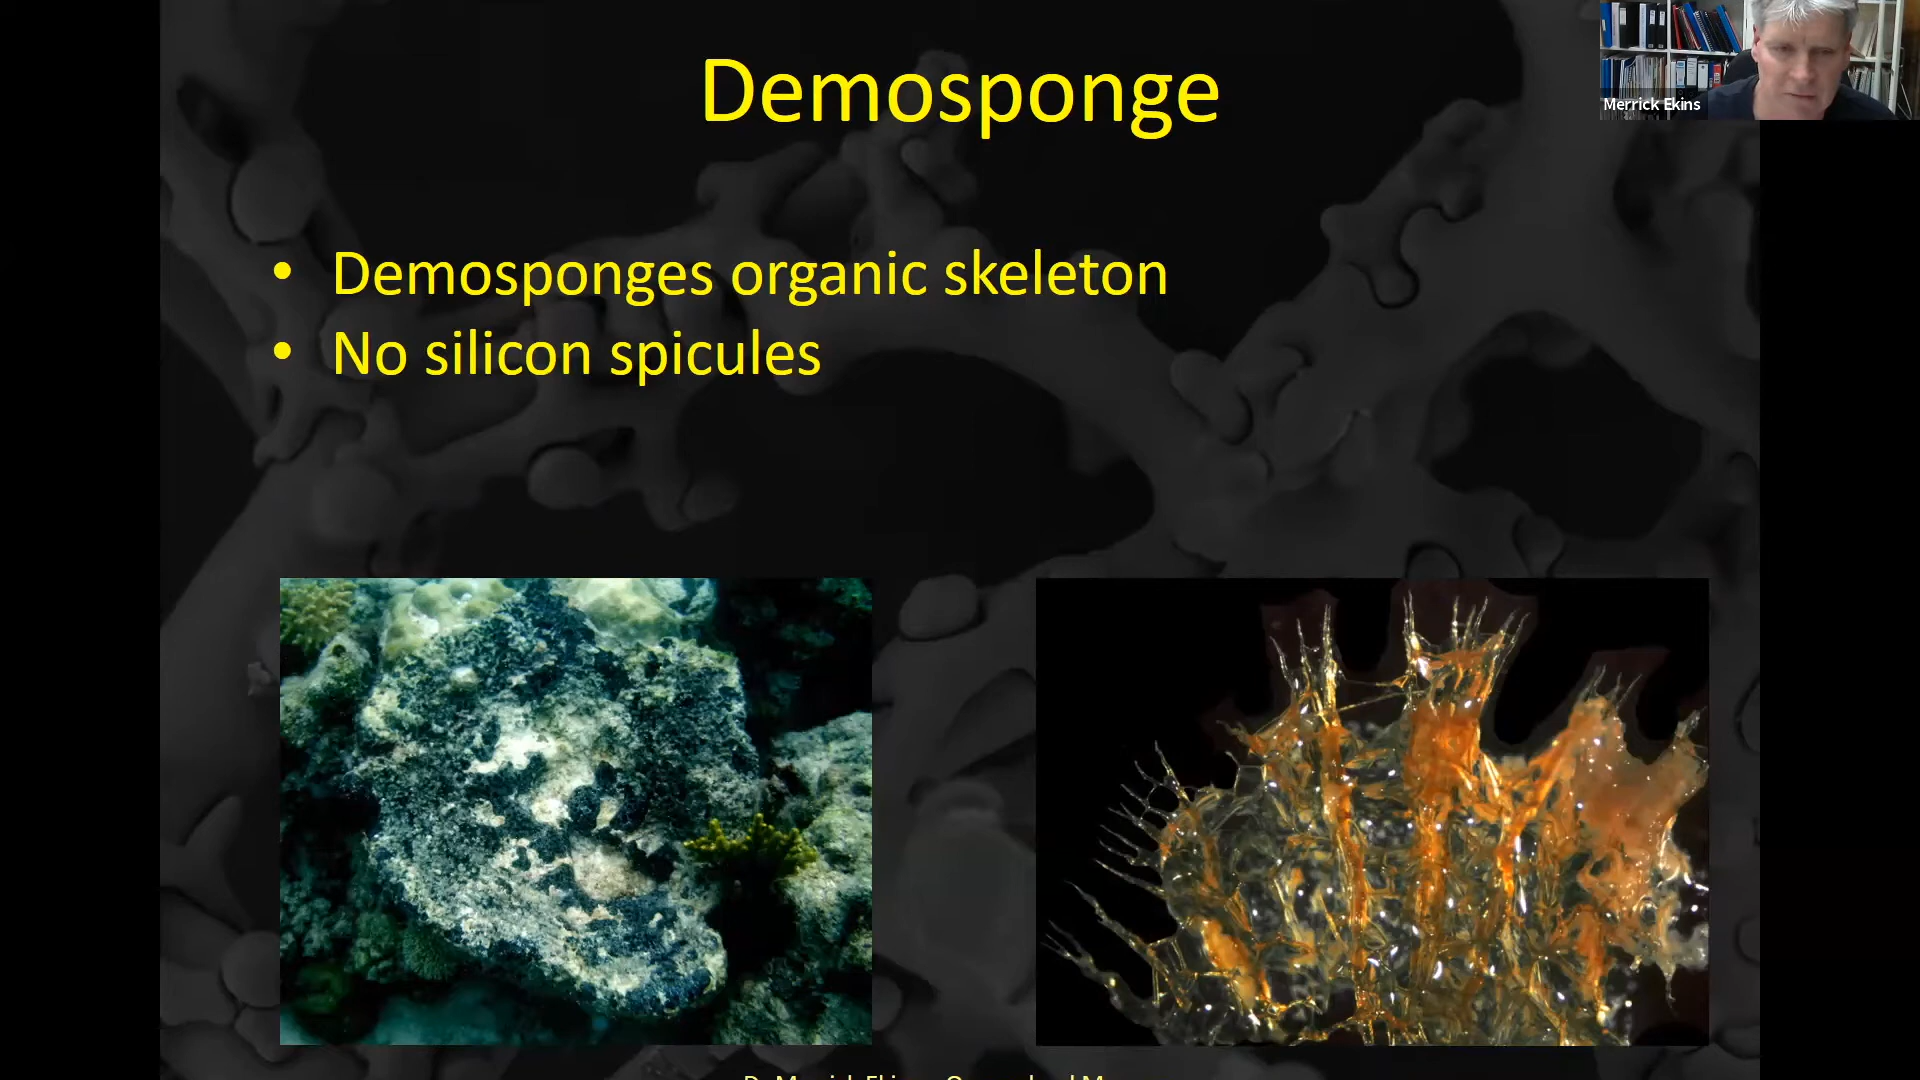 Demosponge
Merrick Ekins
• Demosponges organic skeleton
• No silicon spicules